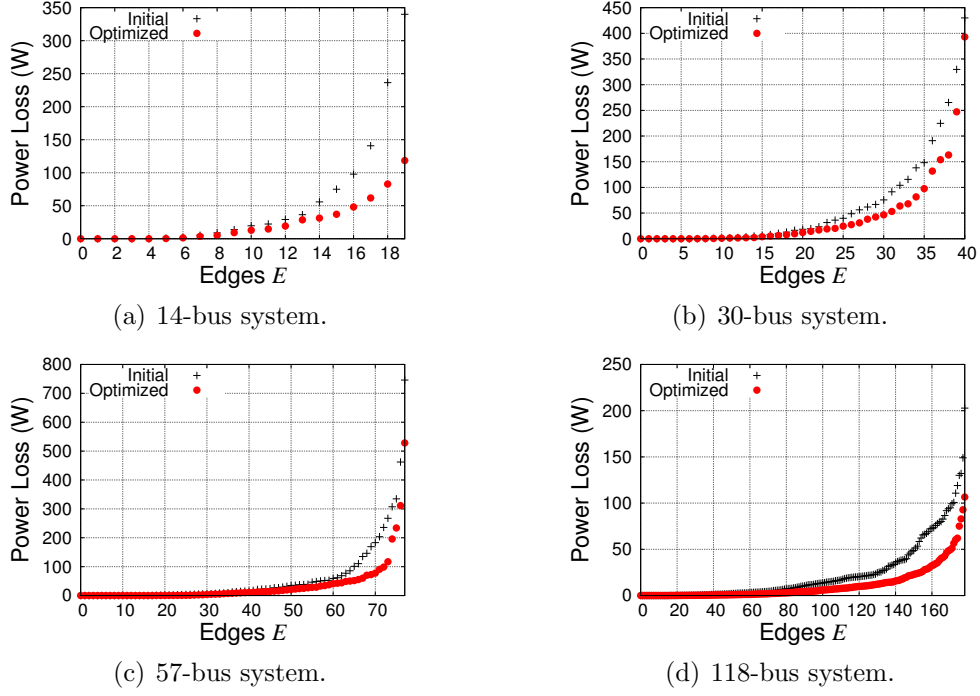 Power Loss (W)
350
300
250
200
150
100
50
0
Initial
Optimized
0 2 4 6 8 10 12 14 16 18
Edges E
(a) 14-bus system.
Power Loss (W)
450
400
350
300
250
200
150
100
50
0
Initial
Optimized
0 5 10 15 20 25 30 35 40
Edges E
(b) 30-bus system.
Power Loss (W)
800
700
600
500
400
300
200
100
0
Initial
Optimized
0 10 20 30 40 50 60 70
Edges E
(c) 57-bus system.
Power Loss (W)
250
200
150
100
50
0
Initial
Optimized
0 20 40 60 80 100 120 140 160
Edges E
(d) 118-bus system.